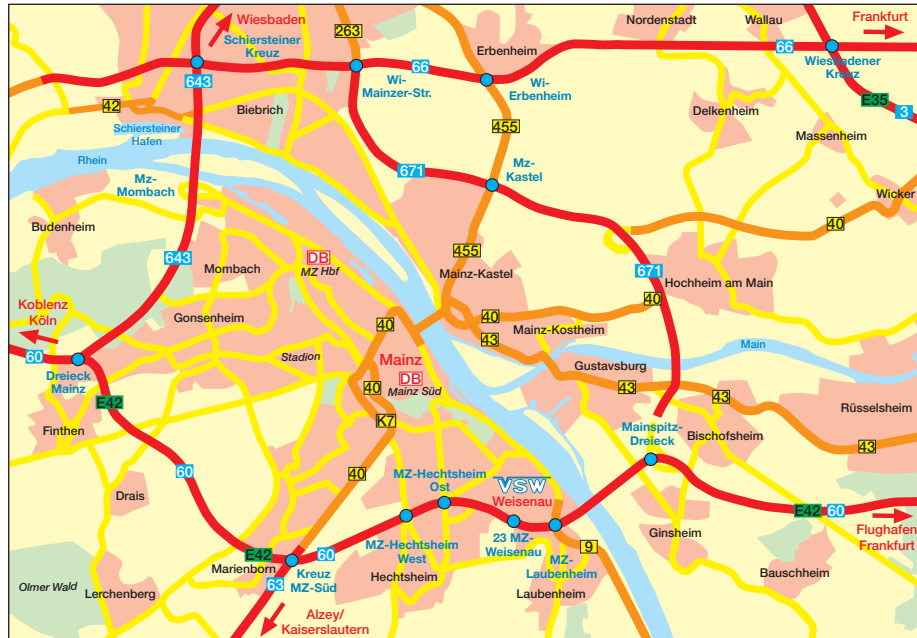 Wiesbaden
263
Nordenstadt
Wallau
Frankfurt
Schiersteiner
Kreuz
Erbenheim
66
66
Wiesbadener
Kreuz
643
Wi-
Mainzer-Str.
Wi-
Erbenheim
E35
3
42
Biebrich
Delkenheim
Schiersteiner
Hafen
455
Massenheim
Rhein
Mz-
Mombach
671
Mz-
Kastel
Wicker
Budenheim
40
643
Mombach
DB
MZ Hbf
455
Mainz-Kastel
671
Hochheim am Main
Koblenz
Köln
Gonsenheim
40
40
40
Mainz-Kostheim
43
60
Stadion
Mainz
Main
Dreieck
Mainz
DB
Mainz Süd
40
Gustavsburg
43
43
E42
K7
Rüsselsheim
Finthen
Mainspitz-
Dreieck
Bischofsheim
43
60
40
MZ-Hechtsheim
Ost
VSW
Weisenau
Drais
E42
60
23 MZ-
Weisenau
Ginsheim
Flughafen
Frankfurt
E42
60
MZ-Hechtsheim
West
9
Marienborn
63
Kreuz
MZ-Süd
Hechtsheim
MZ-
Laubenheim
Bauschheim
Olmer Wald
Lerchenberg
Laubenheim
Alzey/
Kaiserslautern